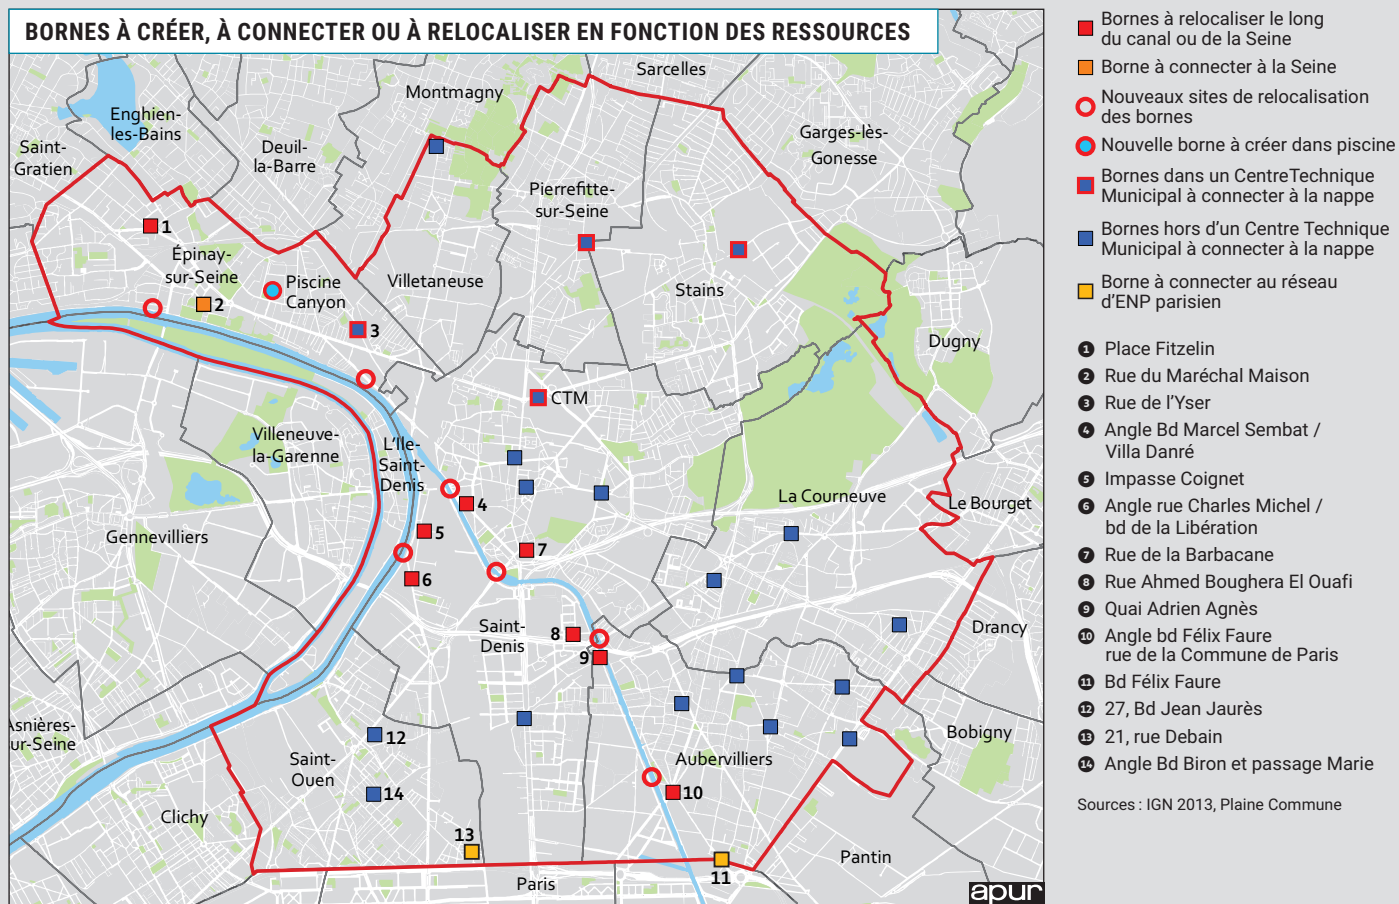 BORNES À CRÉER, À CONNECTER OU À RELOCALISER EN FONCTION DES RESSOURCES
Sarcelles
Montmagny
Enghien-
les-Bains
Garges-lès-
Gonesse
Saint-
Gratien
Deuil-
la-Barre
Pierrefitte-
sur-Seine
1
Épinay-
sur-Seine
Piscine
Canyon
Villetaneuse
Stains
2
3
Dugny
CTM
Villeneuve-
la-Garenne
L'Ile-
Saint-
Denis
La Courneuve
Le Bourget
4
5
Gennevilliers
7
6
Saint-
Denis
8
9
Drancy
Asnières-
sur-Seine
12
Bobigny
Saint-
Ouen
Aubervilliers
14
10
Clichy
13
Pantin
11
Paris
apur
Bornes à relocaliser le long
du canal ou de la Seine
Borne à connecter à la Seine
Nouveaux sites de relocalisation
des bornes
Nouvelle borne à créer dans piscine
Bornes dans un CentreTechnique
Municipal à connecter à la nappe
Bornes hors d'un Centre Technique
Municipal à connecter à la nappe
Borne à connecter au réseau
d'ENP parisien
1 Place Fitzelin
2 Rue du Maréchal Maison
3 Rue de l'Yser
4 Angle Bd Marcel Sembat /
Villa Danré
5 Impasse Coignet
6 Angle rue Charles Michel /
bd de la Libération
7 Rue de la Barbacane
8 Rue Ahmed Boughera El Ouafi
9 Quai Adrien Agnès
10 Angle bd Félix Faure
rue de la Commune de Paris
11 Bd Félix Faure
12 27, Bd Jean Jaurès
13 21, rue Debain
14 Angle Bd Biron et passage Marie
Sources : IGN 2013, Plaine Commune